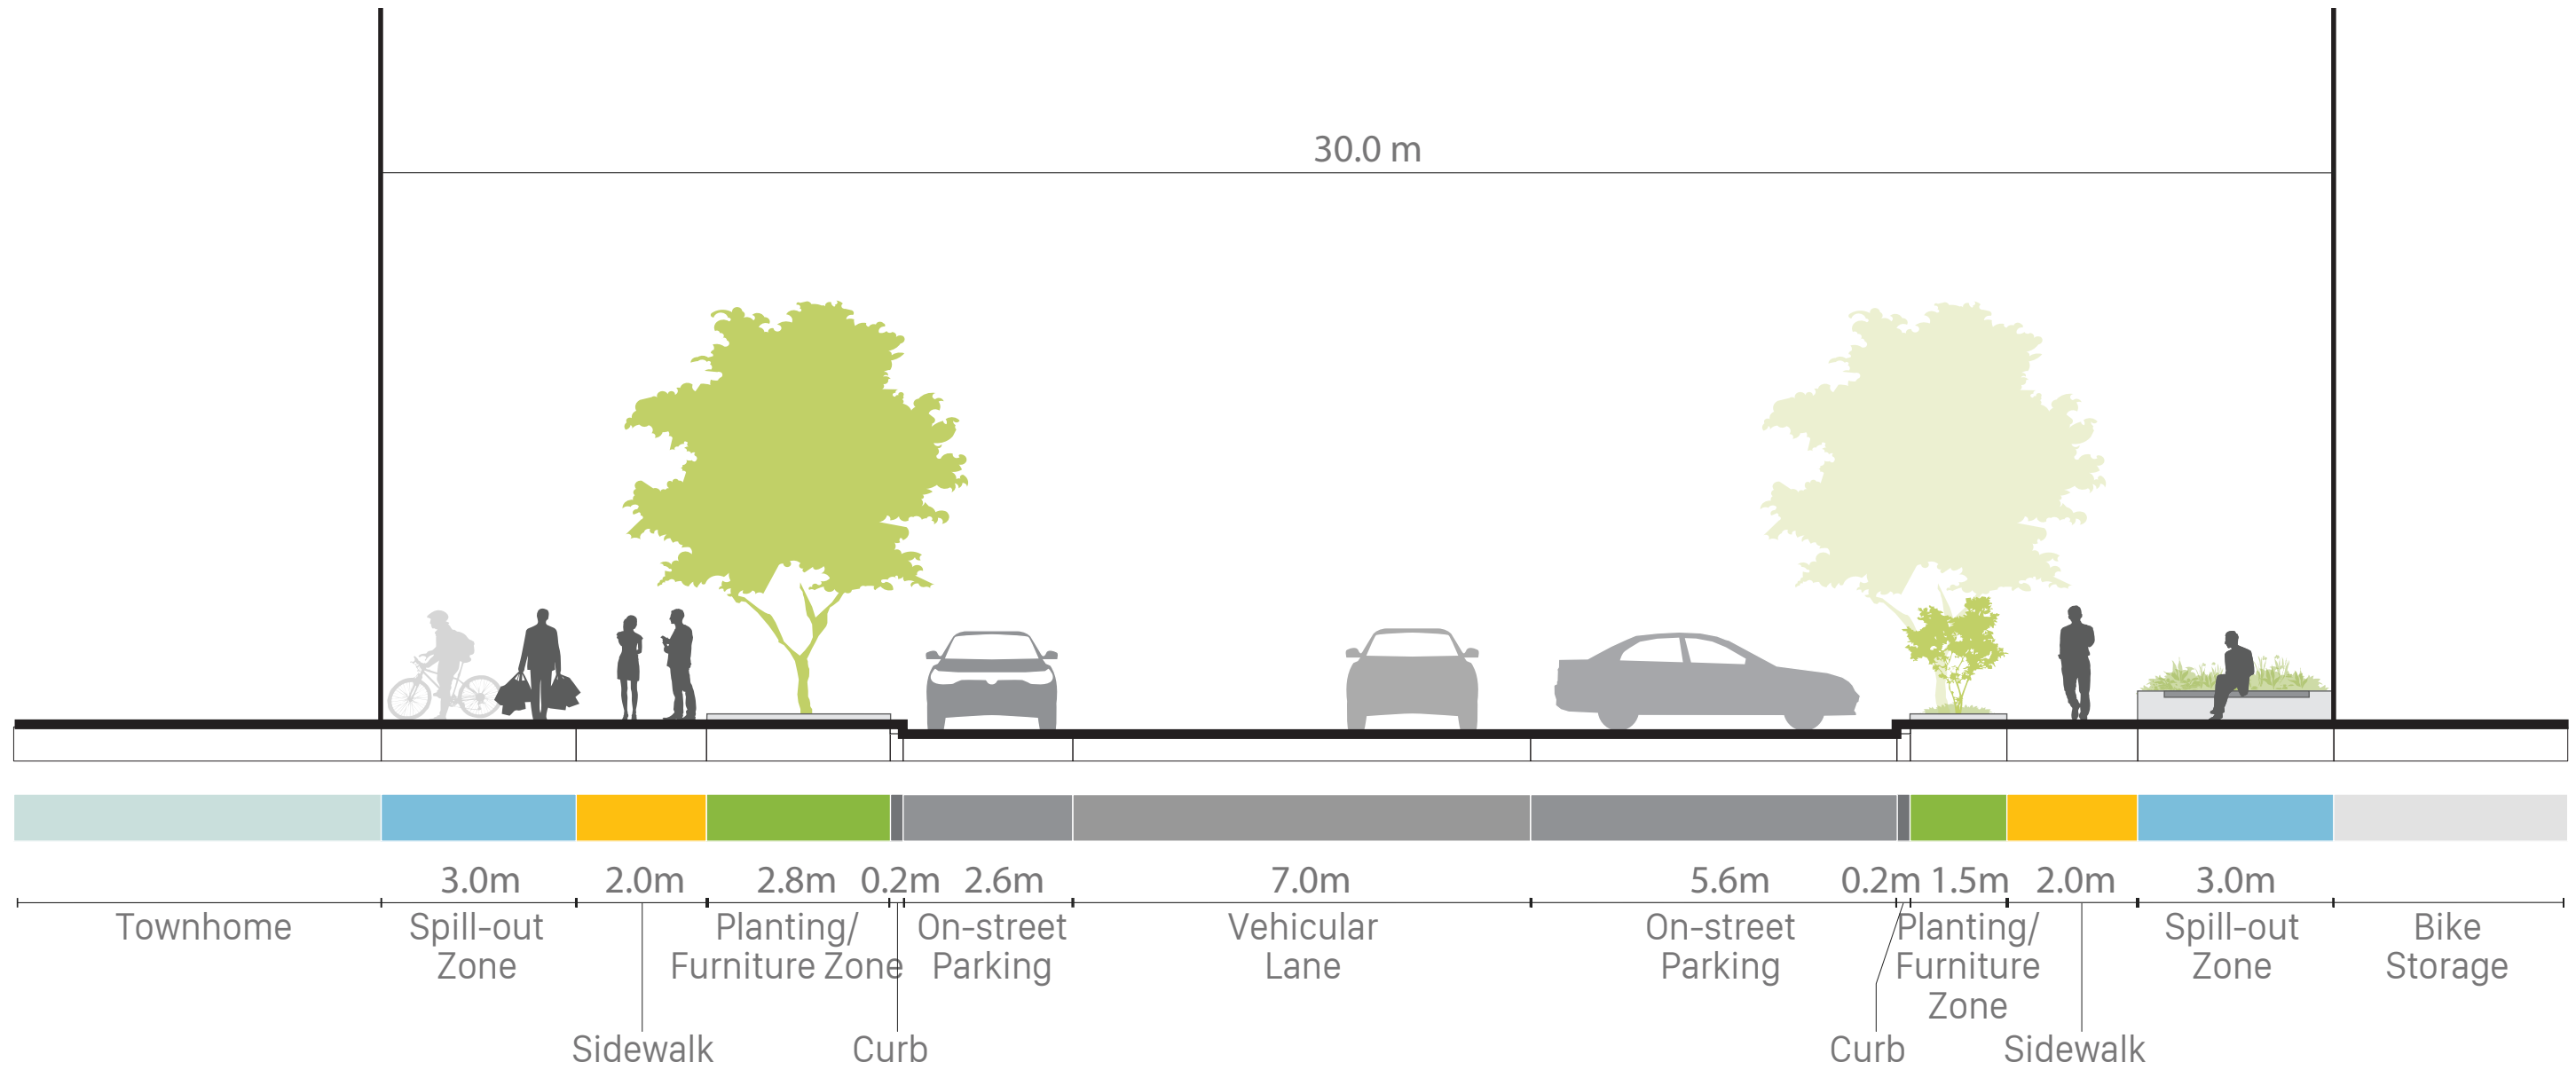 30.0 m
3.0m 2.0m 2.8m 0.2m 2.6m 7.0m 5.6m 0.2m 1.5m 2.0m 3.0m
Townhome
Spill-out
Zone
Sidewalk
Planting/
Furniture Zone
Curb
On-street
Parking
Vehicular
Lane
On-street
Parking
Curb
Planting/
Furniture
Zone
Sidewalk
Spill-out
Zone
Bike
Storage